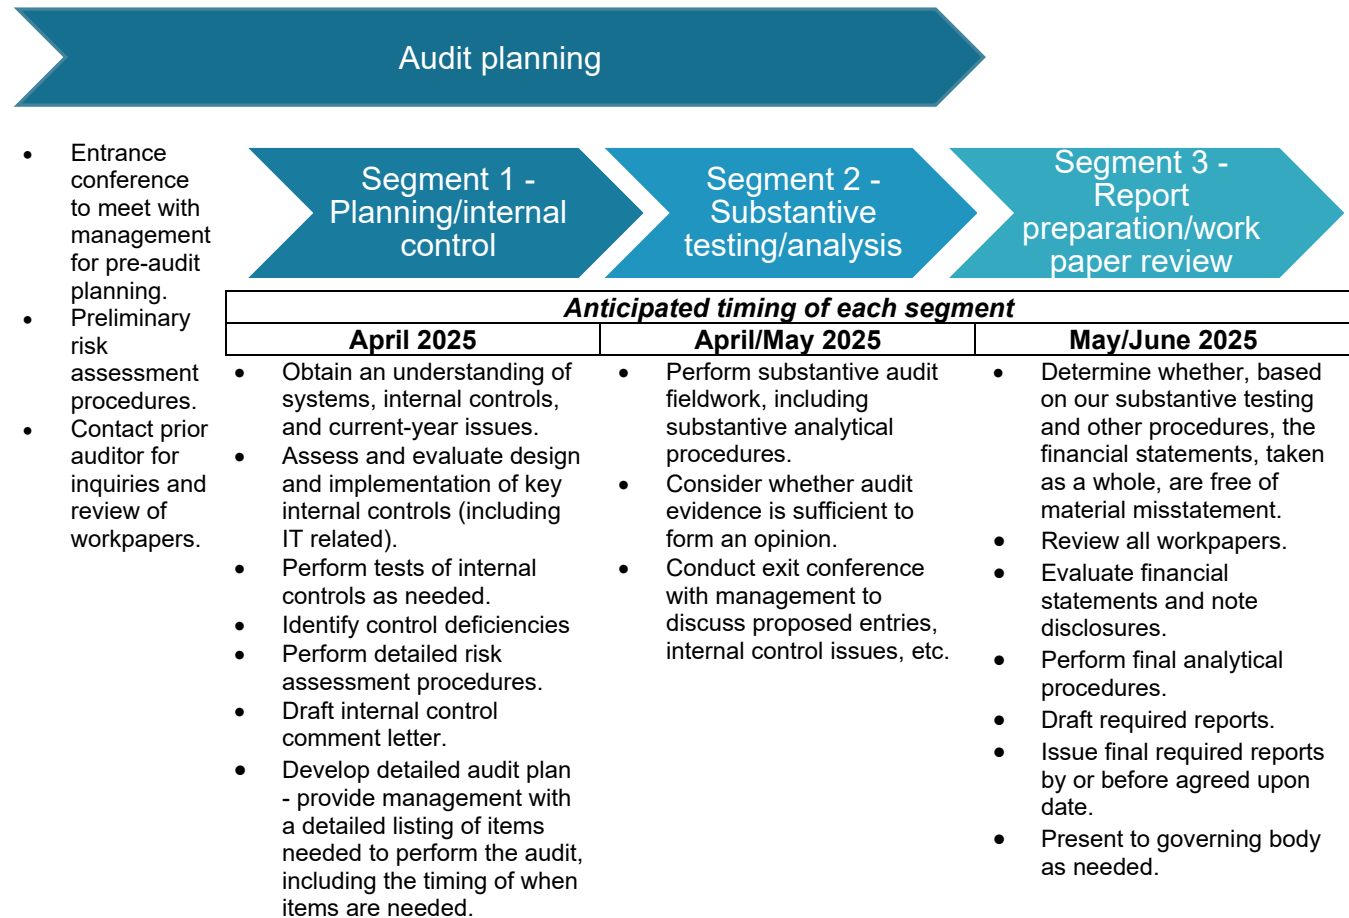 Audit planning
• Entrance
conference
to meet with
management
for pre-audit
planning.
• Preliminary
risk
assessment
procedures.
• Contact prior
auditor for
inquiries and
review of
workpapers.
Segment 1 -
Planning/internal
control
Segment 2 -
Substantive
testing/analysis
Segment 3 -
Report
preparation/work
paper review
Anticipated timing of each segment
April 2025
April/May 2025
May/June 2025
• Obtain an understanding of
systems, internal controls,
and current-year issues.
• Assess and evaluate design
and implementation of key
internal controls (including
IT related).
• Perform tests of internal
controls as needed.
• Identify control deficiencies
• Perform detailed risk
assessment procedures.
• Draft internal control
comment letter.
• Develop detailed audit plan
- provide management with
a detailed listing of items
needed to perform the audit,
including the timing of when
items are needed.
• Perform substantive audit
fieldwork, including
substantive analytical
procedures.
• Consider whether audit
evidence is sufficient to
form an opinion.
• Conduct exit conference
with management to
discuss proposed entries,
internal control issues, etc.
• Determine whether, based
on our substantive testing
and other procedures, the
financial statements, taken
as a whole, are free of
material misstatement.
• Review all workpapers.
• Evaluate financial
statements and note
disclosures.
• Perform final analytical
procedures.
• Draft required reports.
• Issue final required reports
by or before agreed upon
date.
• Present to governing body
as needed.